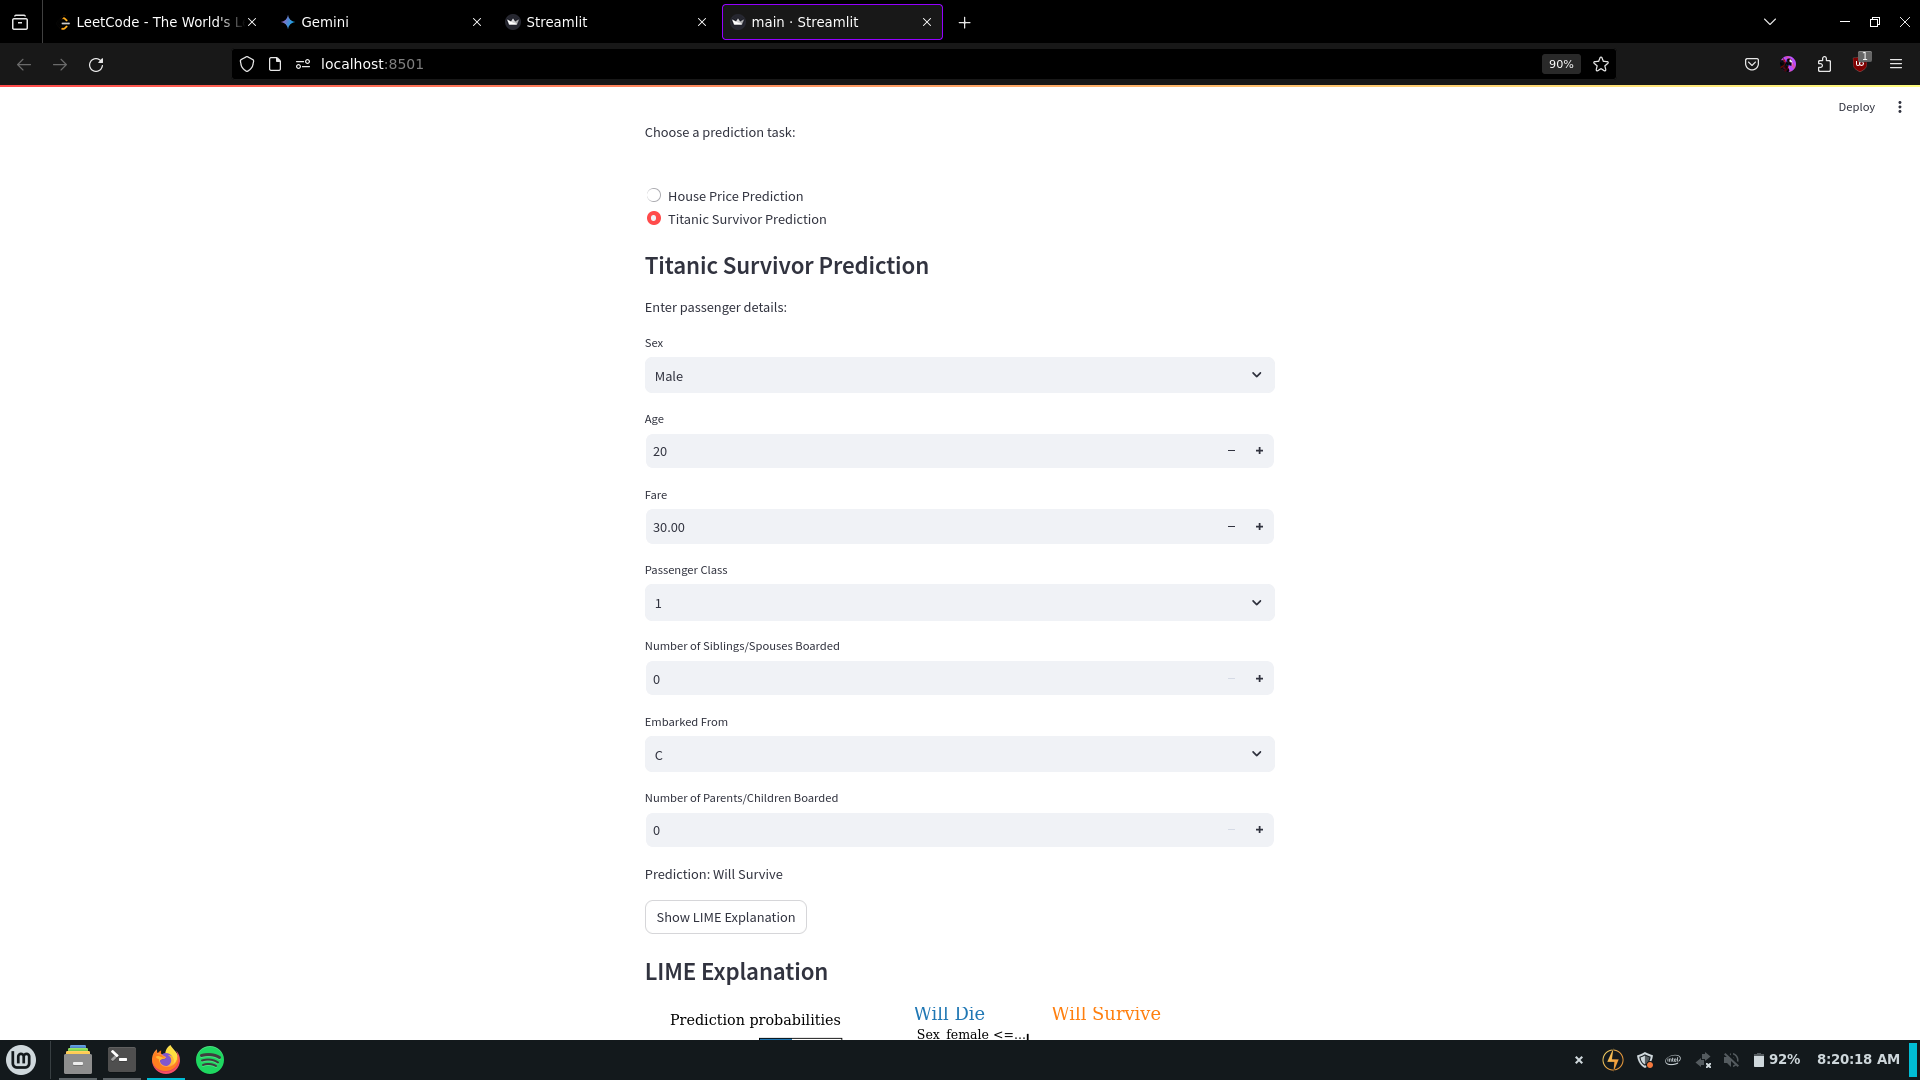 LeetCode - The World's L
Gemini
Streamlit
main · Streamlit
localhost:8501
90%
1
Deploy
Choose a prediction task:
House Price Prediction
Titanic Survivor Prediction
Titanic Survivor Prediction
Enter passenger details:
Sex
Male
Age
20
Fare
30.00
Passenger Class
1
Number of Siblings/Spouses Boarded
0
Embarked From
C
Number of Parents/Children Boarded
0
Prediction: Will Survive
Show LIME Explanation
LIME Explanation
Prediction probabilities
Will Die
Will Survive
Sex_female <=...
92%
8:20:18 AM